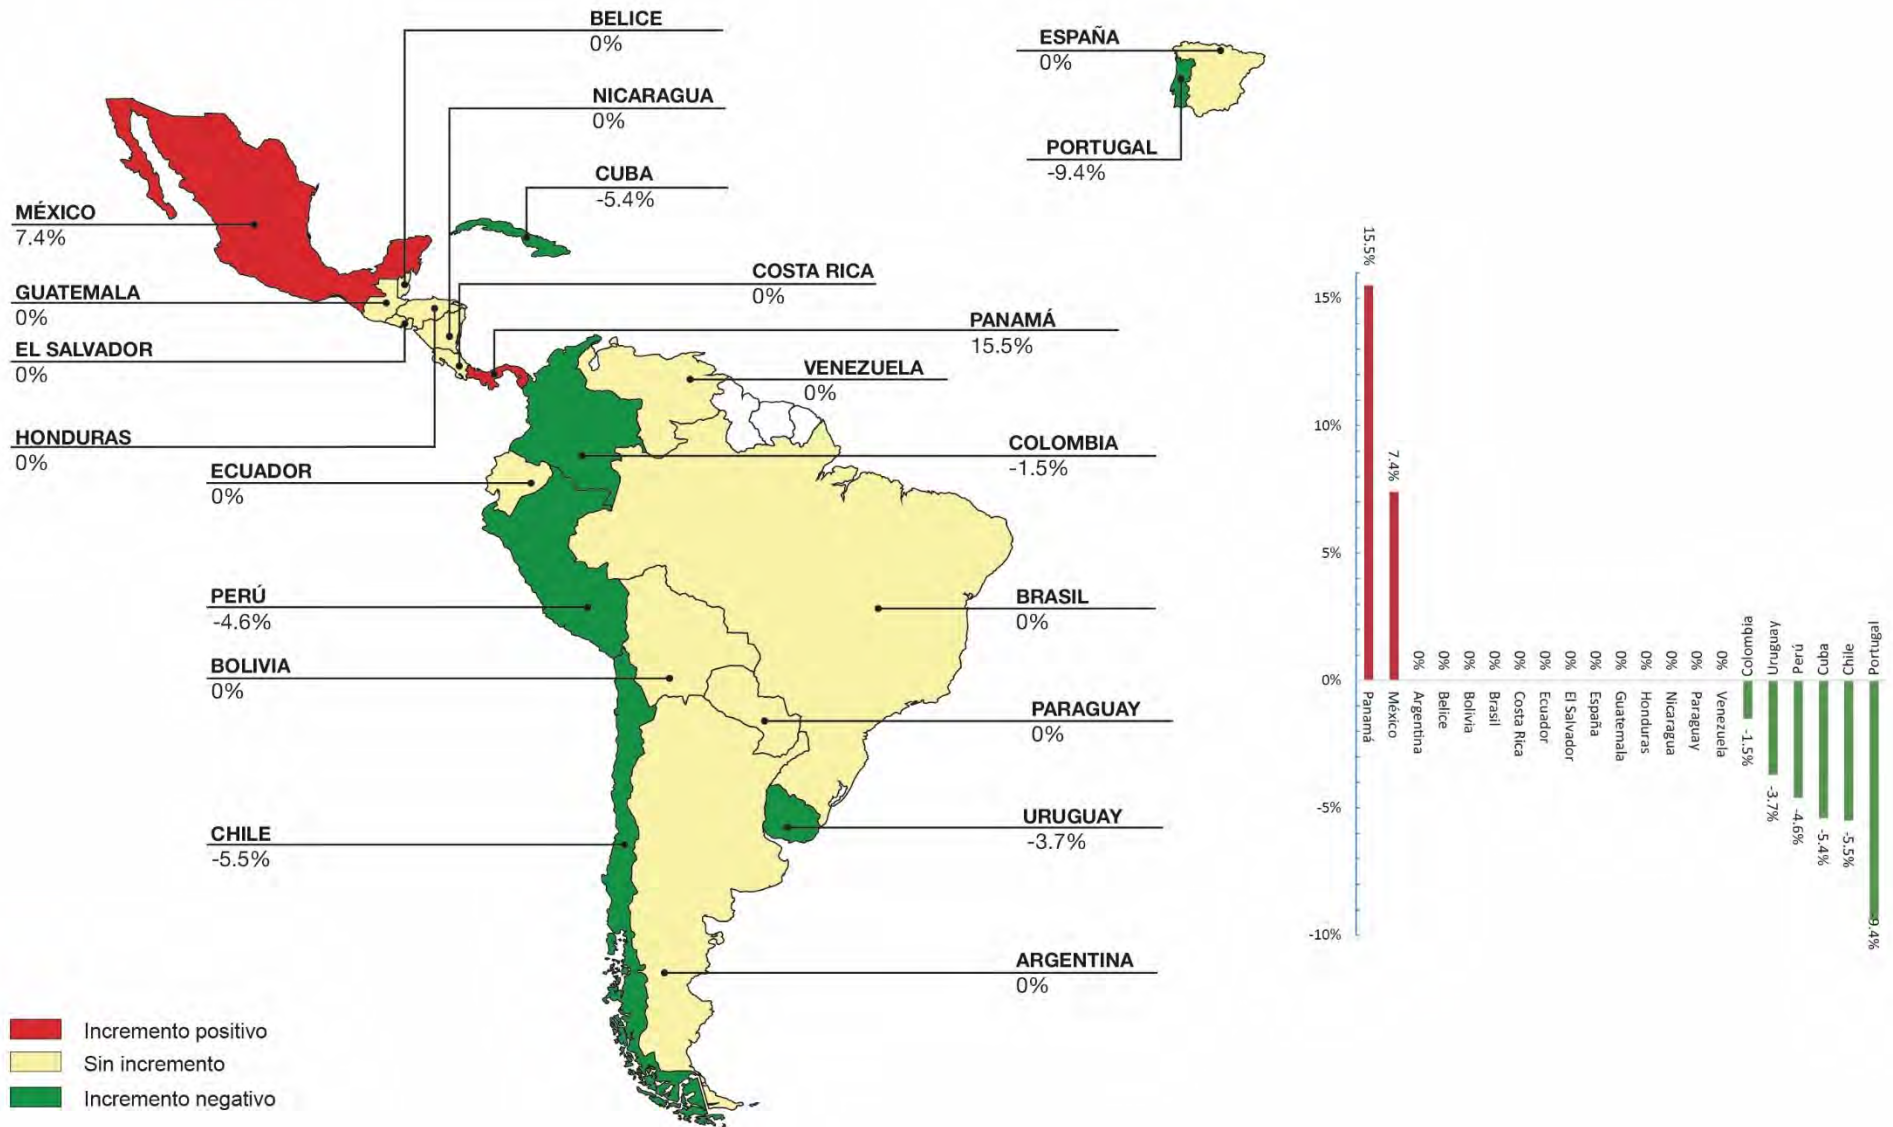 BELICE
0%
NICARAGUA
0%
CUBA
-5.4%
ESPAÑA
0%
PORTUGAL
-9.4%
MÉXICO
7.4%
GUATEMALA
0%
EL SALVADOR
0%
HONDURAS
0%
COSTA RICA
0%
PANAMÁ
15.5%
VENEZUELA
0%
COLOMBIA
-1.5%
ECUADOR
0%
PERÚ
-4.6%
BOLIVIA
0%
CHILE
-5.5%
BRASIL
0%
PARAGUAY
0%
URUGUAY
-3.7%
ARGENTINA
0%
Incremento positivo
Sin incremento
Incremento negativo
15%
10%
5%
0%
-5%
-10%
15.5%
Panamá
7.4%
México
0%
Argentina
0%
Belice
0%
Bolivia
0%
Brasil
0%
Costa Rica
0%
Ecuador
0%
El Salvador
0%
España
0%
Guatemala
0%
Honduras
0%
Nicaragua
0%
Paraguay
0%
Venezuela
Colombia
-1.5%
Uruguay
-3.7%
Perú
-4.6%
Cuba
-5.4%
Chile
-5.5%
Portugal
-9.4%